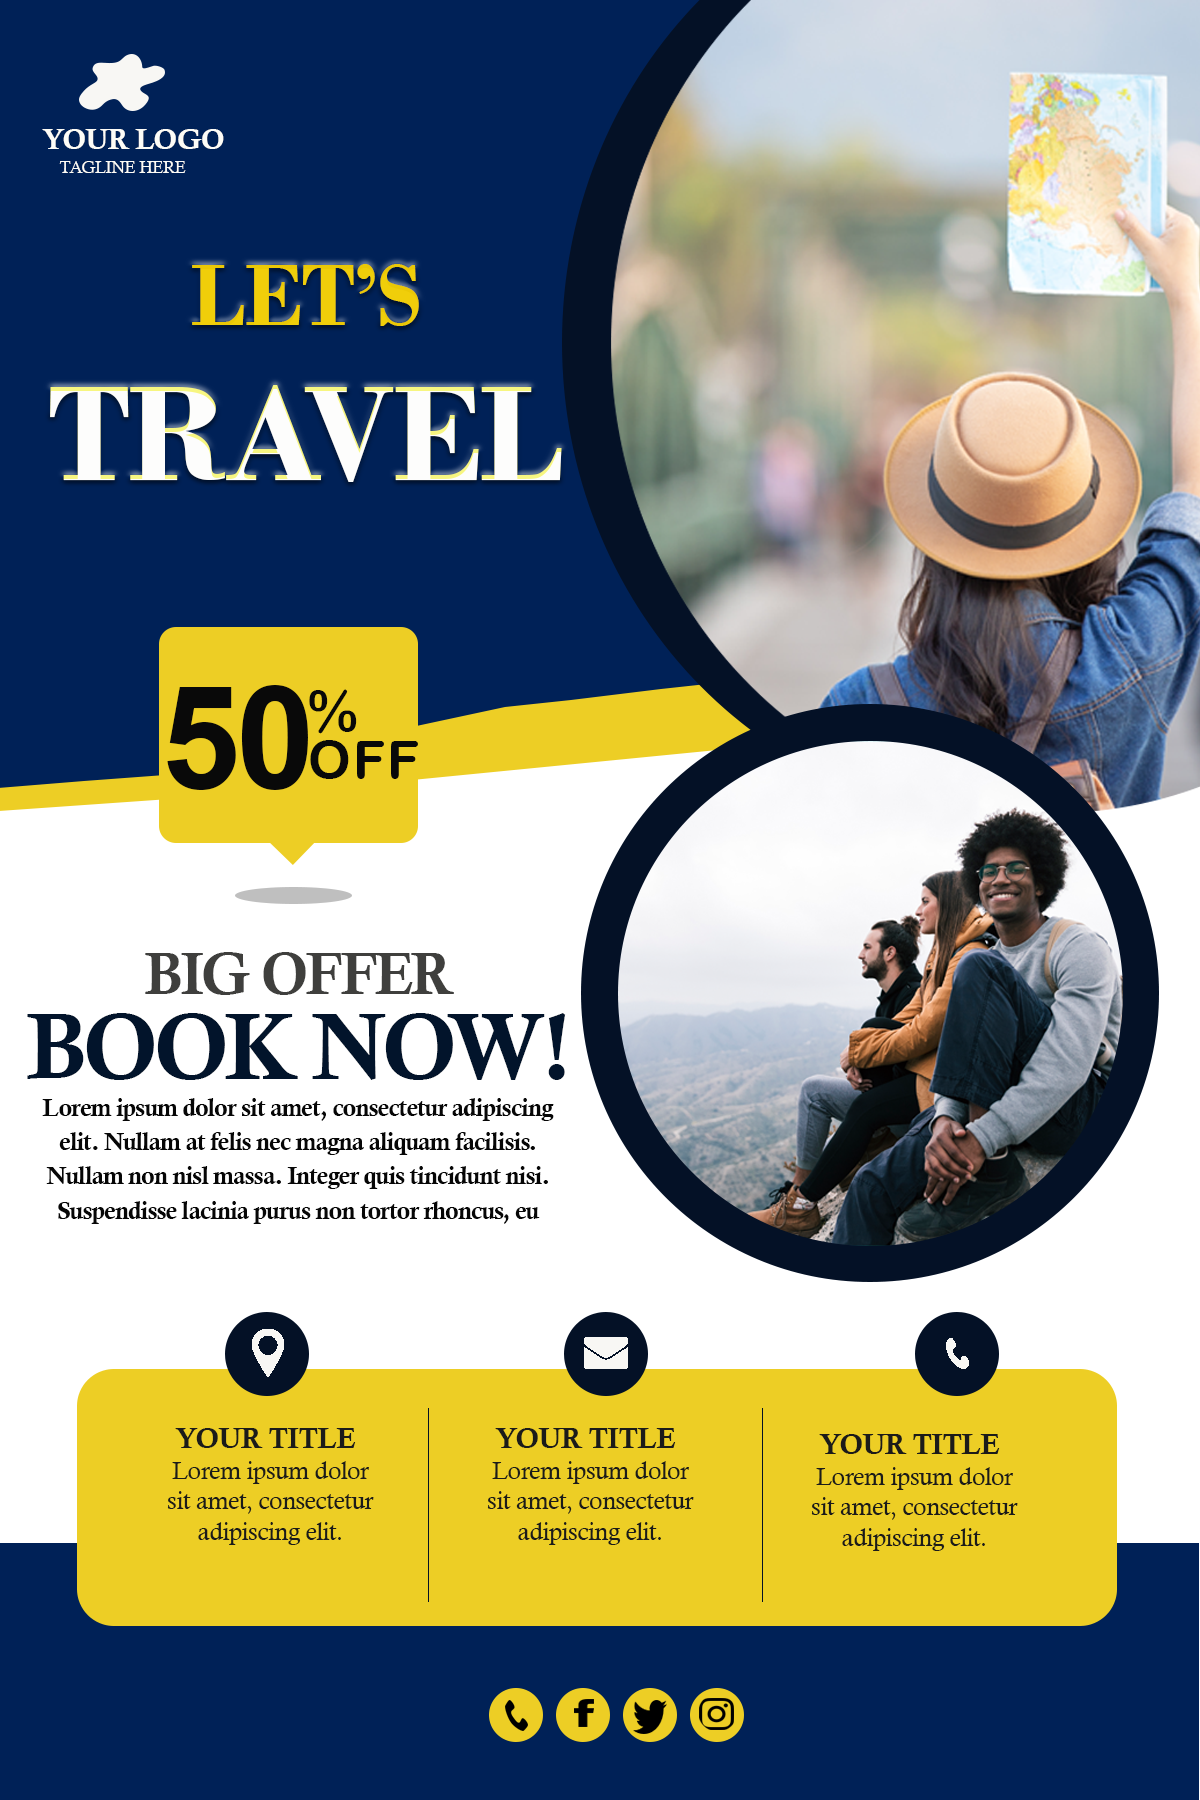 YOUR LOGO
TAGLINE HERE
LET'S
TRAVEL
50%
OFF
BIG OFFER
BOOK NOW!
Lorem ipsum dolor sit amet, consectetur adipiscing
elit. Nullam at felis nec magna aliquam facilisis.
Nullam non nisl massa. Integer quis tincidunt nisi.
Suspendisse lacinia purus non tortor rhoncus, eu
YOUR TITLE
Lorem ipsum dolor
sit amet, consectetur
adipiscing elit.
YOUR TITLE
Lorem ipsum dolor
sit amet, consectetur
adipiscing elit.
YOUR TITLE
Lorem ipsum dolor
sit amet, consectetur
adipiscing elit.